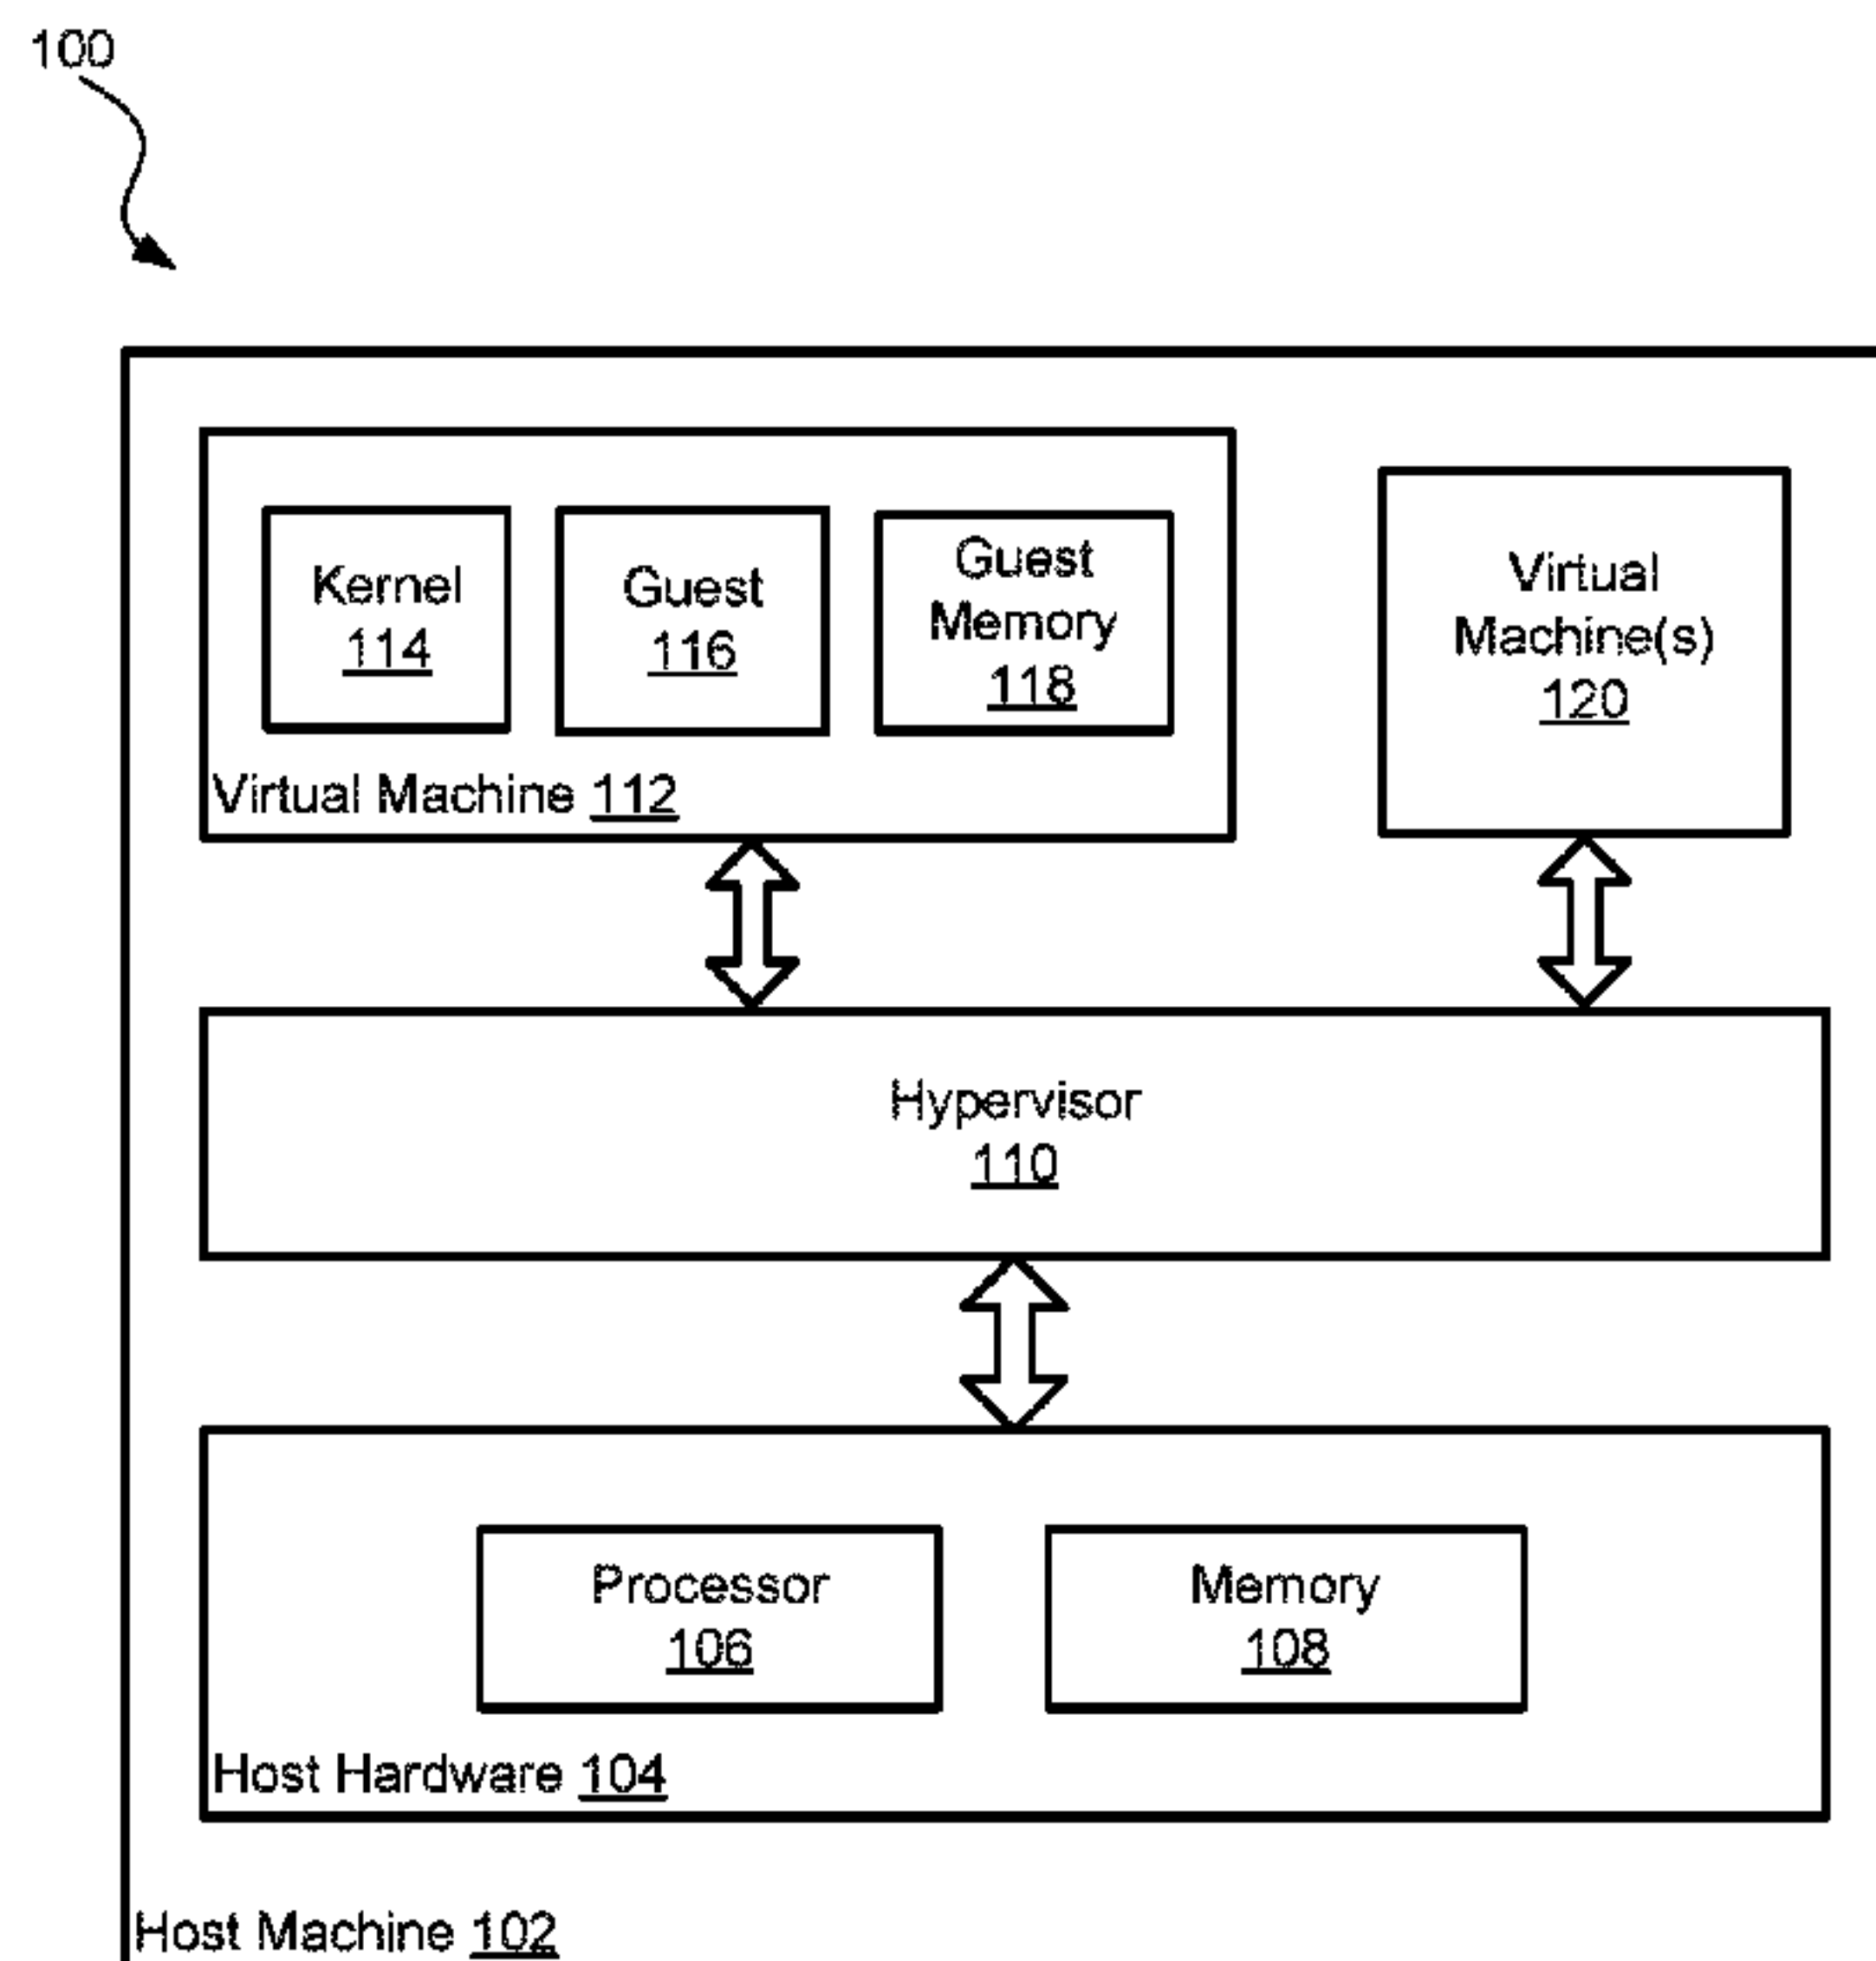 100
Kernel
114
Guest
116
Guest
Memory
118
Virtual Machine 112
Virtual
Machine(s)
120
Hypervisor
110
Processor
106
Memory
108
Host Hardware 104
Host Machine 102